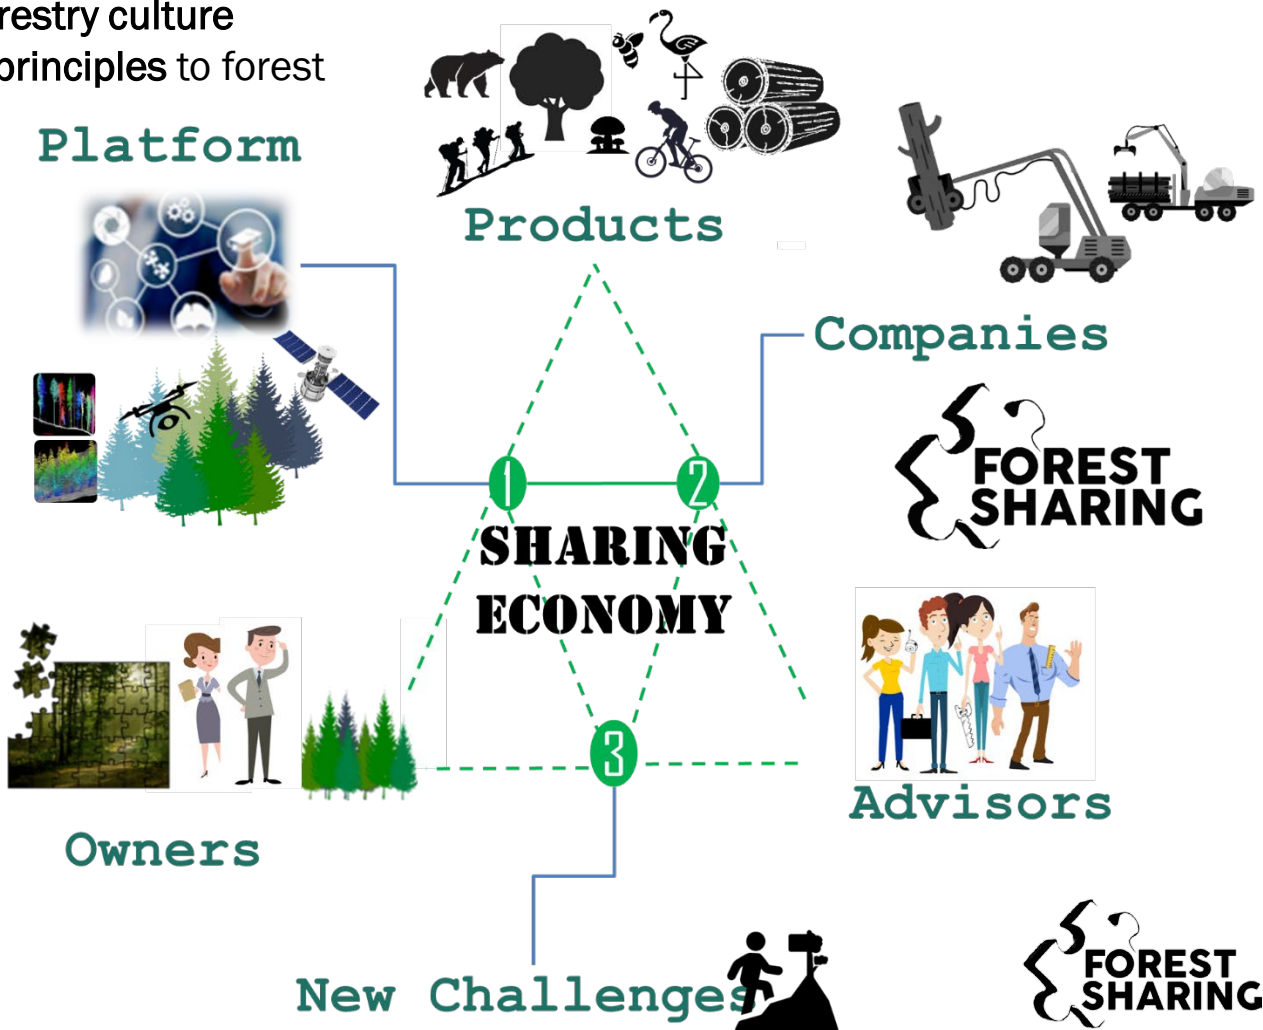 restry culture
principles to forest
Platform
Products
Companies
FOREST
SHARING
1
2
SHARING
ECONOMY
3
Advisors
Owners
New Challenges
FOREST
SHARING